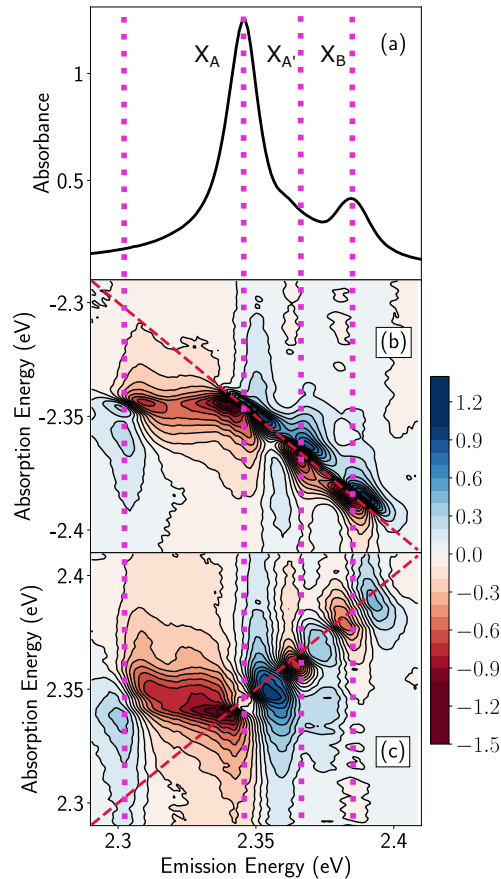 (a)
X_A X_A' X_B
1
0.5
Absorbance
-2.3
-2.35
-2.4
Absorption Energy (eV)
(b)
2.4
2.35
2.3
Absorption Energy (eV)
(c)
2.3 2.35 2.4
Emission Energy (eV)
1.2
0.9
0.6
0.3
0.0
−0.3
−0.6
−0.9
−1.2
−1.5